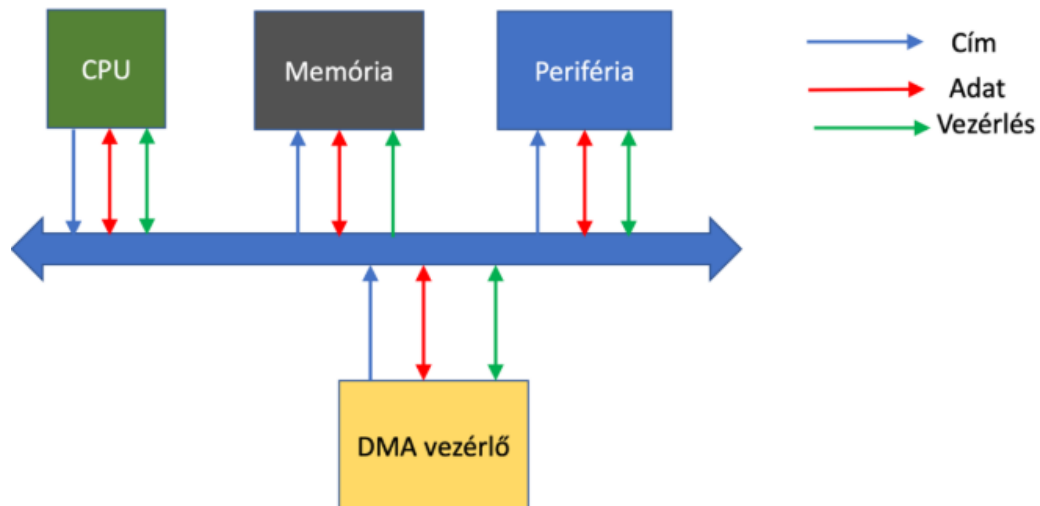 CPU
Memória
Periféria
Cím
Adat
Vezérlés
DMA vezérlő